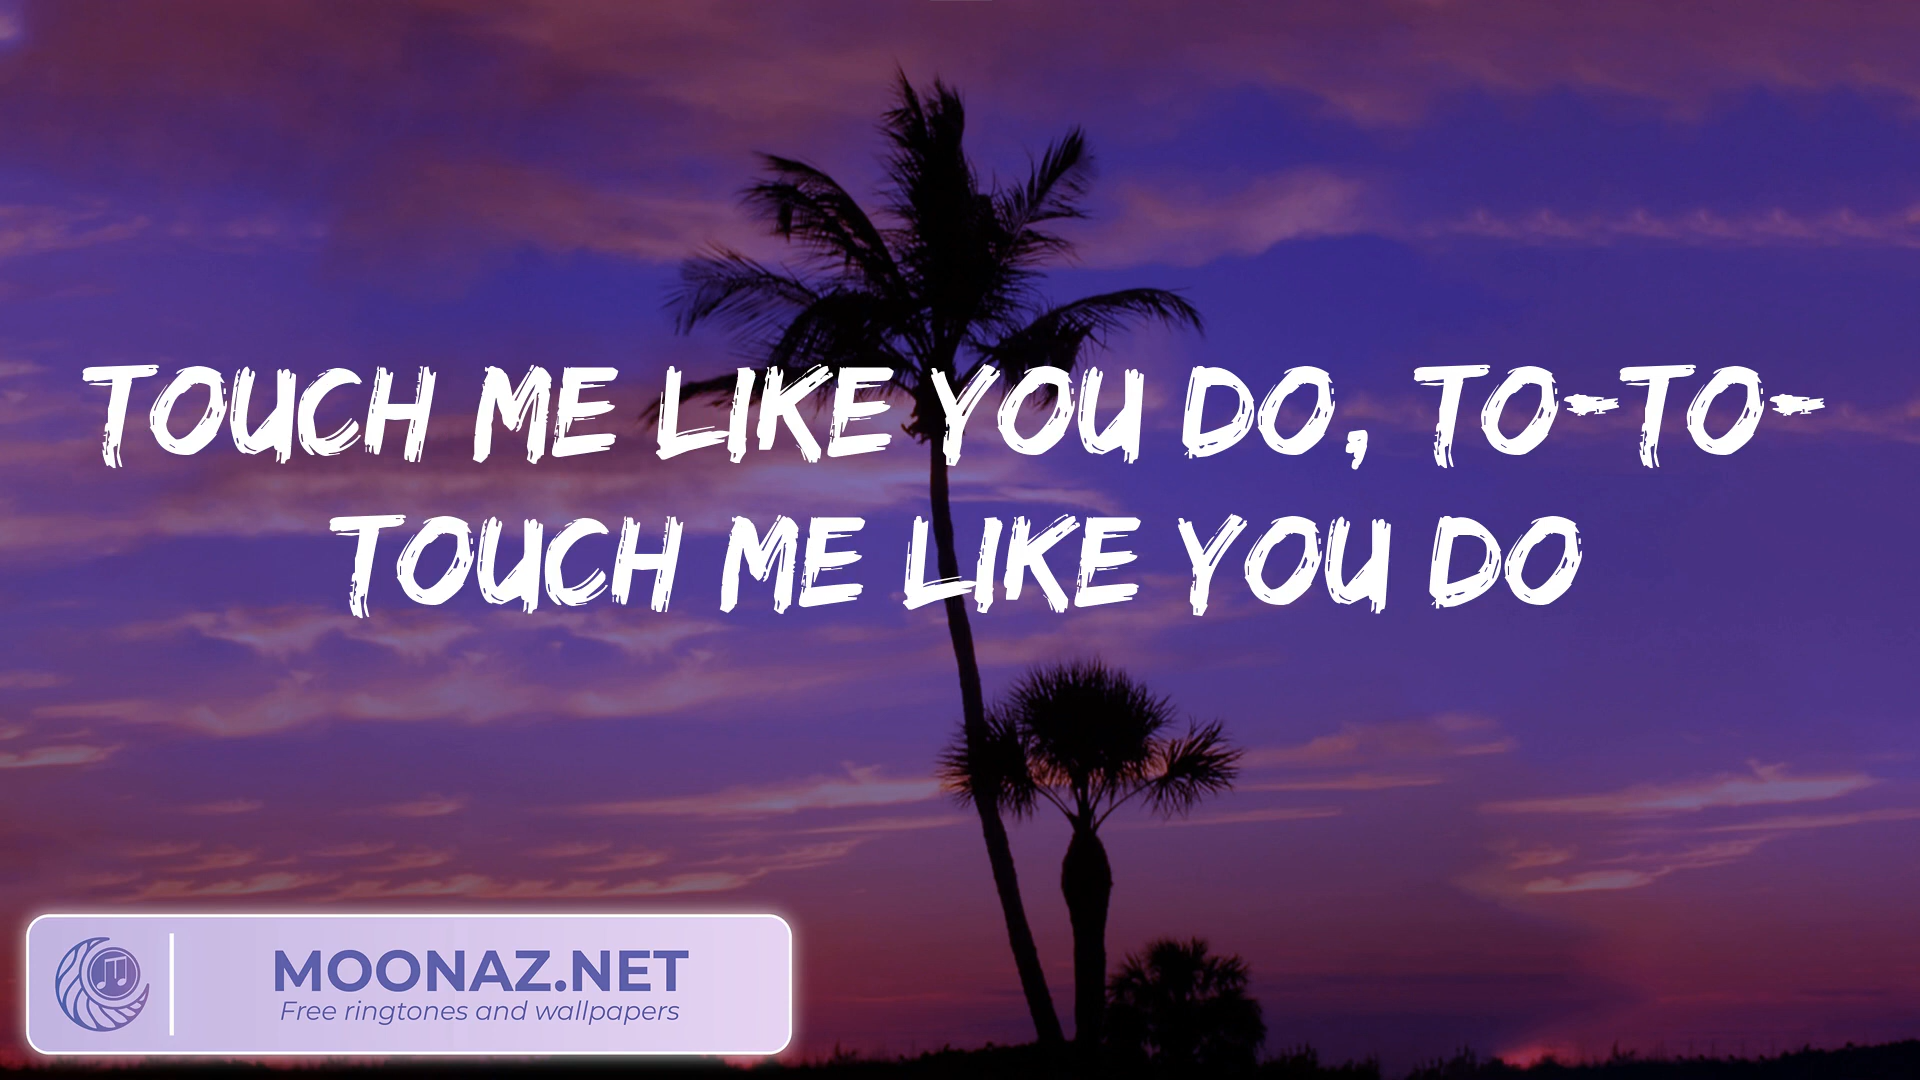 TOUCH ME LIKE YOU DO, TO-TO-
TOUCH ME LIKE YOU DO
MOONAZ.NET
Free ringtones and wallpapers